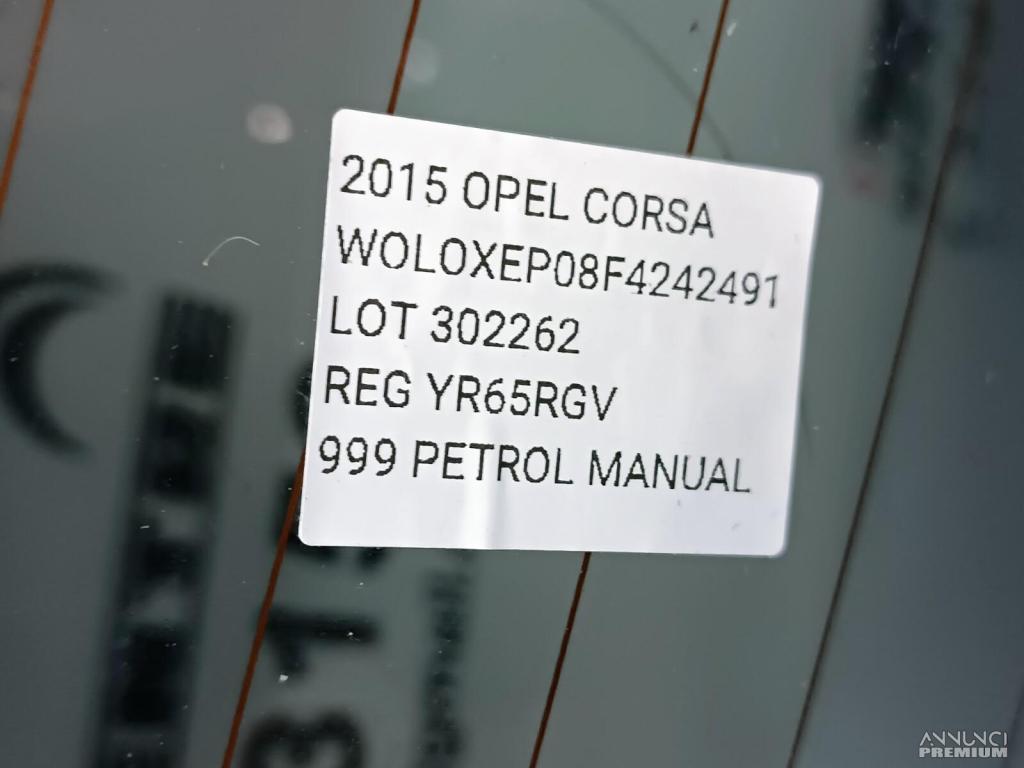 2015 OPEL CORSA
WOLOXEP08F4242491
LOT 302262
REG YR65RGV
999 PETROL MANUAL
ANNUNCI
PREMIUM